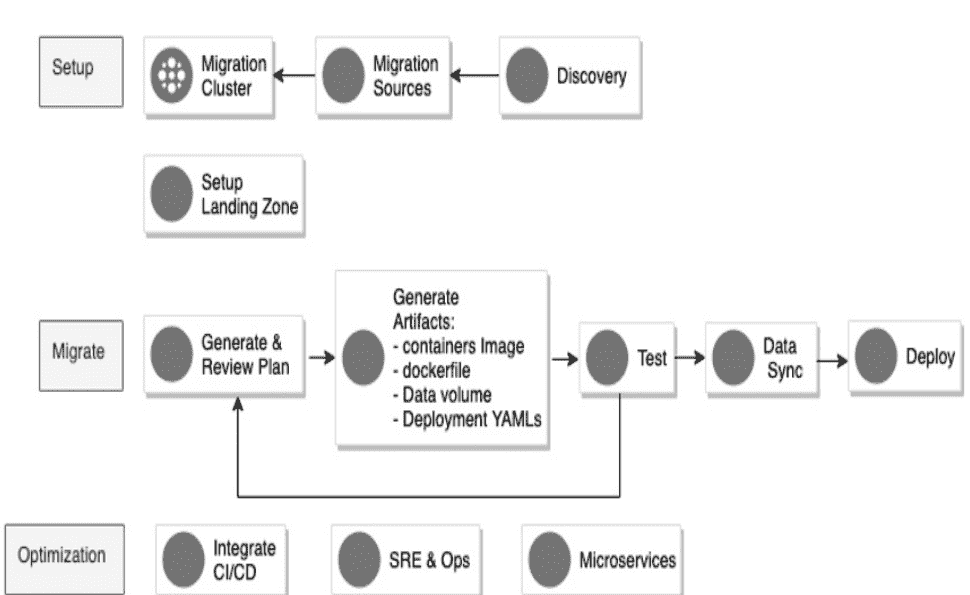 Setup
Migration
Cluster
Migration
Sources
Discovery
Setup
Landing Zone
Migrate
Generate &
Review Plan
Generate
Artifacts:
- containers Image
- dockerfile
- Data volume
- Deployment YAMLs
Test
Data
Sync
Deploy
Optimization
Integrate
CI/CD
SRE & Ops
Microservices